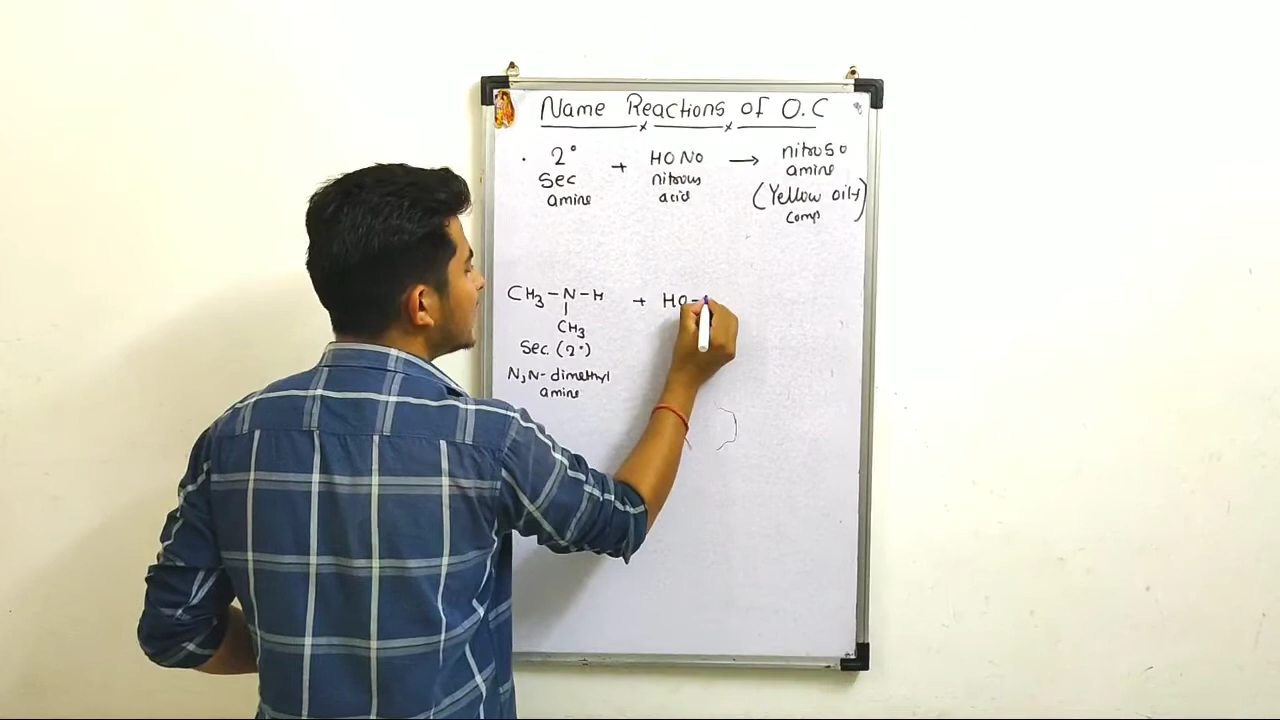 Name Reactions of O.C
2° + HONO → nitroso
Sec nitrous amine
amine acid (Yellow oily)
comp
CH3-N-H + HO-
CH3
Sec. (2°)
N,N-dimethyl
amine